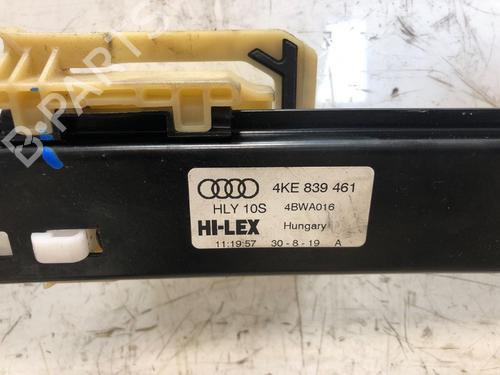 B-PARTS
4KE 839 461
HLY 10S 4BWA016
HI-LEX Hungary
11:19:57 30-8-19 A